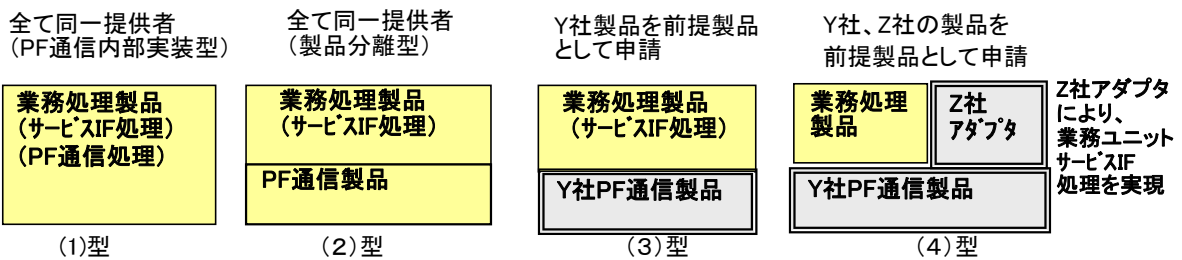 全て同一提供者
（PF通信内部実装型）
業務処理製品
（サービスIF処理）
（PF通信処理）
（1）型
全て同一提供者
（製品分離型）
業務処理製品
（サービスIF処理）
PF通信製品
（２）型
Y社製品を前提製品
として申請
業務処理製品
（サービスIF処理）
Y社PF通信製品
（３）型
Y社、Z社の製品を
前提製品として申請
業務処理
製品
Z社
アダプタ
Y社PF通信製品
Z社アダプタ
により、
業務ユニット
サービスIF
処理を実現
（４）型